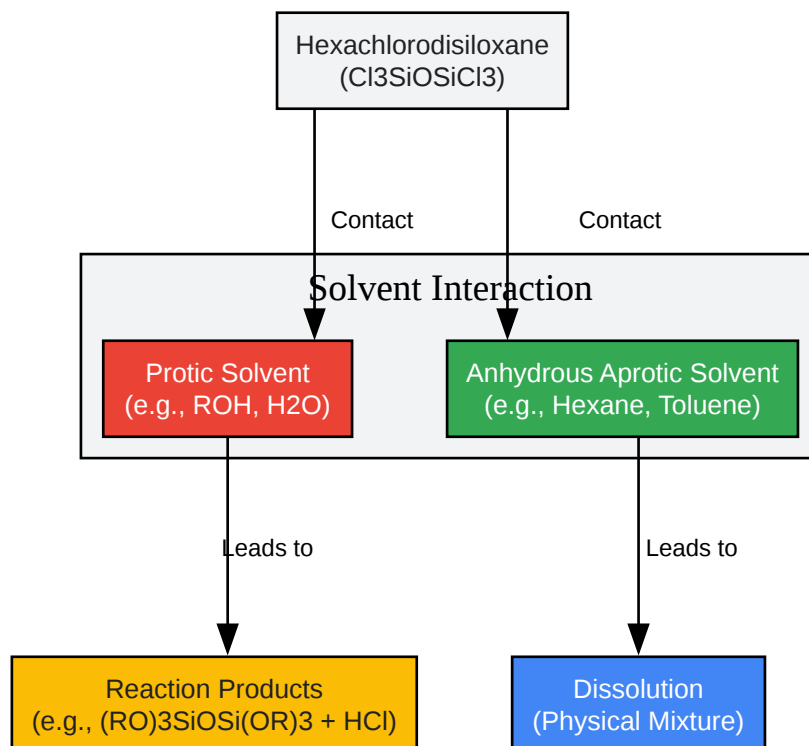 Hexachlorodisiloxane
(Cl3SiOSiCl3)
Contact
Contact
Solvent Interaction
Protic Solvent
(e.g., ROH, H2O)
Anhydrous Aprotic Solvent
(e.g., Hexane, Toluene)
Leads to
Leads to
Reaction Products
(e.g., (RO)3SiOSi(OR)3 + HCl)
Dissolution
(Physical Mixture)